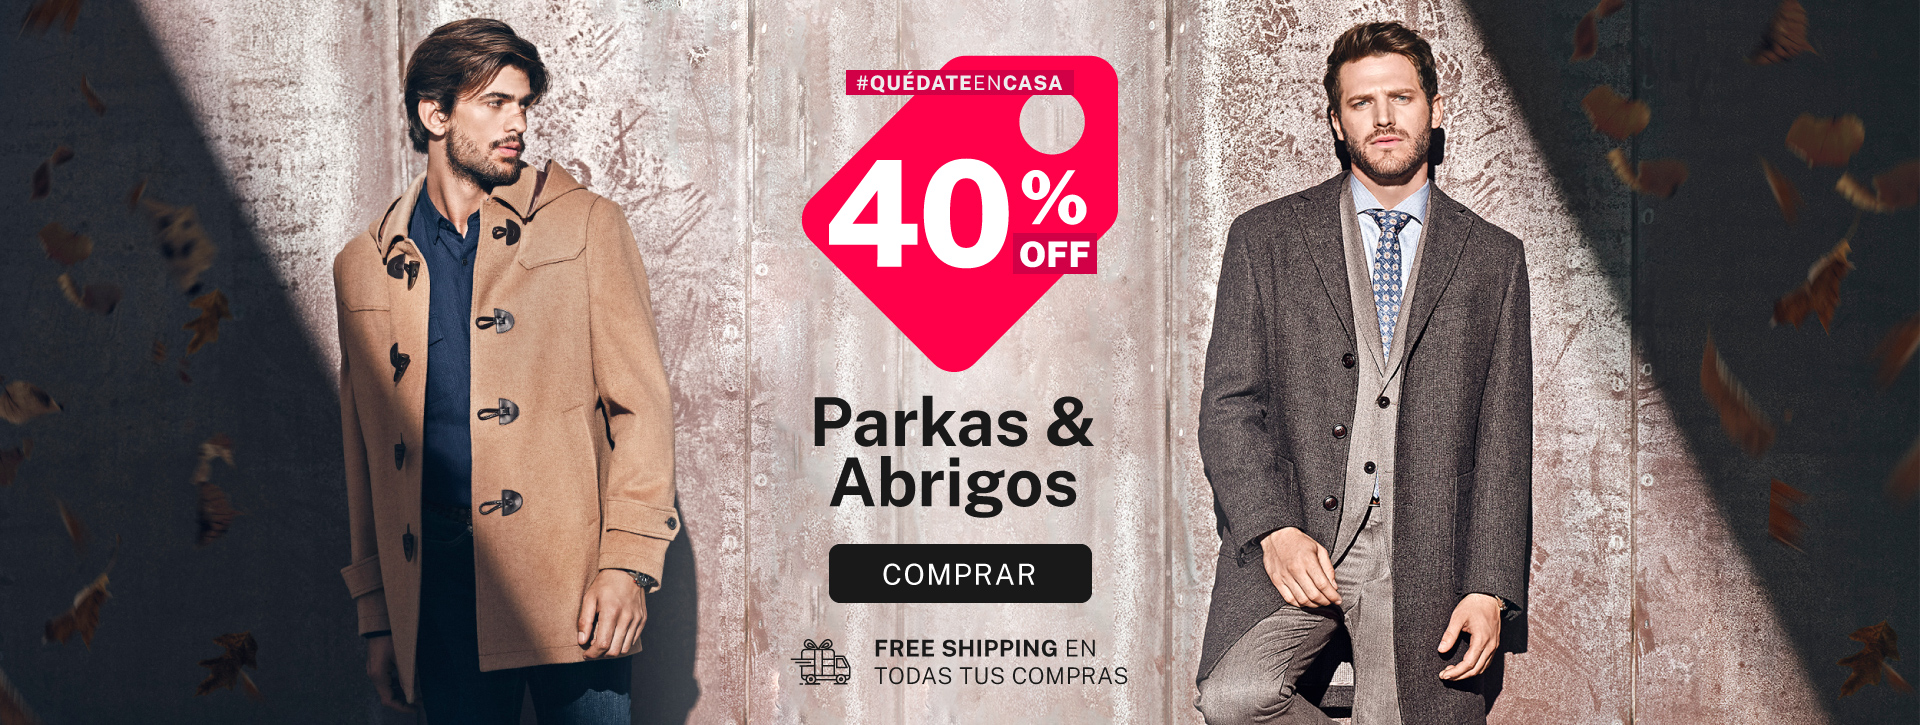 #QUÉDATEENCASA
40%
OFF
Parkas &
Abrigos
COMPRAR
FREE SHIPPING EN
TODAS TUS COMPRAS